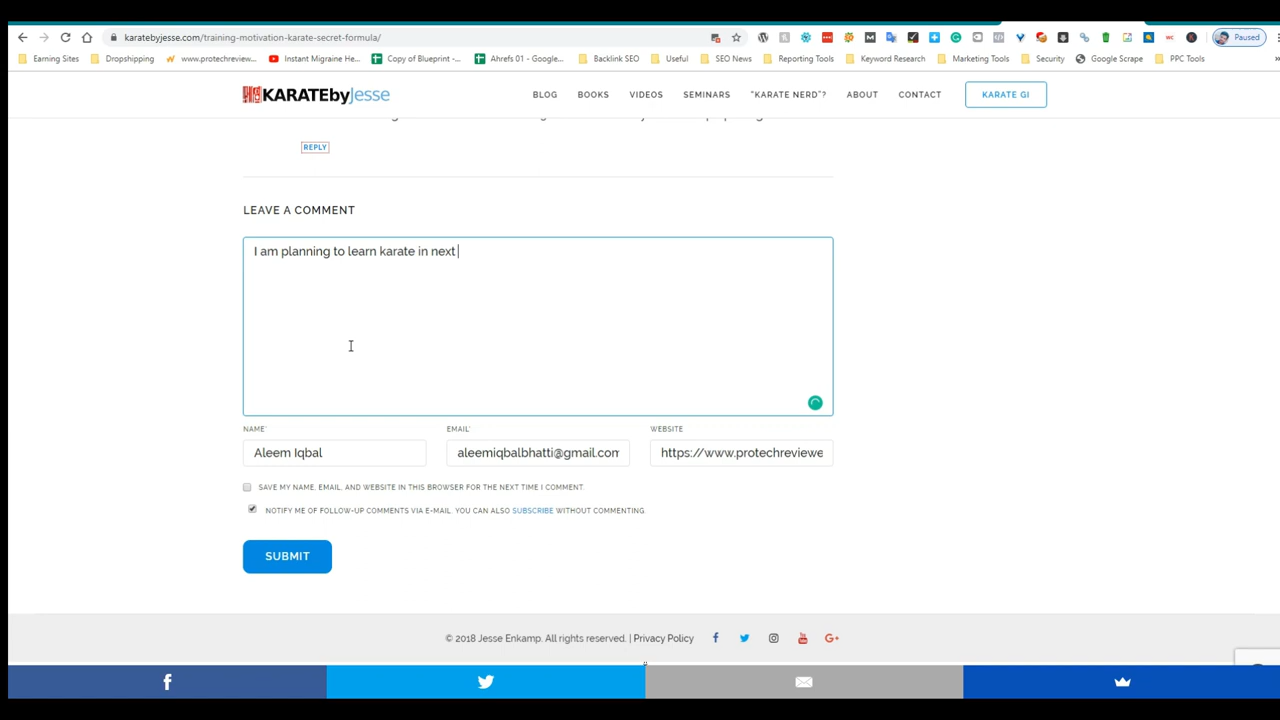 karatebyjesse.com/training-motivation-karate-secret-formula/
Paused
Earning Sites
Dropshipping
www.protechreview...
Instant Migraine He...
Copy of Blueprint -...
Ahrefs 01 - Google...
Backlink SEO
Useful
SEO News
Reporting Tools
Keyword Research
Marketing Tools
Security
Google Scrape
PPC Tools
KARATEbyJesse
BLOG
BOOKS
VIDEOS
SEMINARS
"KARATE NERD"?
ABOUT
CONTACT
KARATE GI
REPLY
LEAVE A COMMENT
I am planning to learn karate in next
NAME*
EMAIL*
WEBSITE
Aleem Iqbal
aleemiqbalbhatti@gmail.com
https://www.protechreviewe
SAVE MY NAME, EMAIL, AND WEBSITE IN THIS BROWSER FOR THE NEXT TIME I COMMENT.
NOTIFY ME OF FOLLOW-UP COMMENTS VIA E-MAIL. YOU CAN ALSO SUBSCRIBE WITHOUT COMMENTING.
SUBMIT
© 2018 Jesse Enkamp. All rights reserved. | Privacy Policy